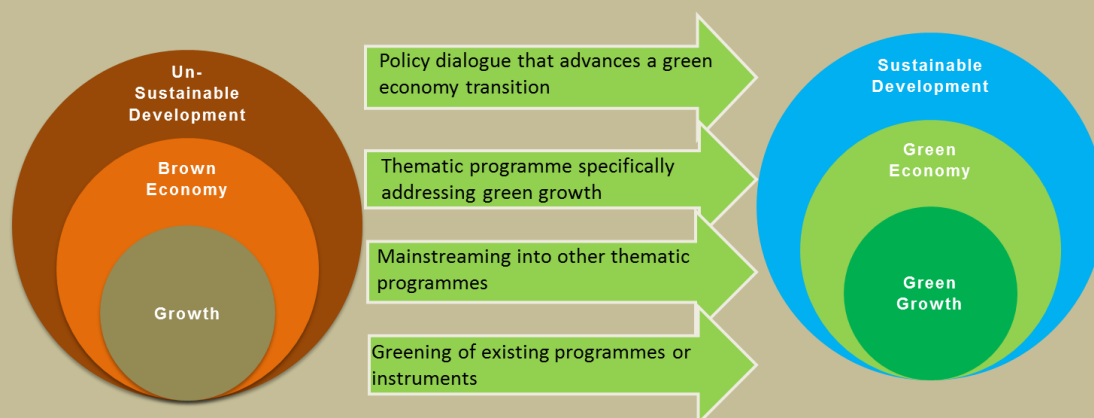 Un-
Sustainable
Development
Brown
Economy
Growth
Policy dialogue that advances a green
economy transition
Thematic programme specifically
addressing green growth
Mainstreaming into other thematic
programmes
Greening of existing programmes or
instruments
Sustainable
Development
Green
Economy
Green
Growth